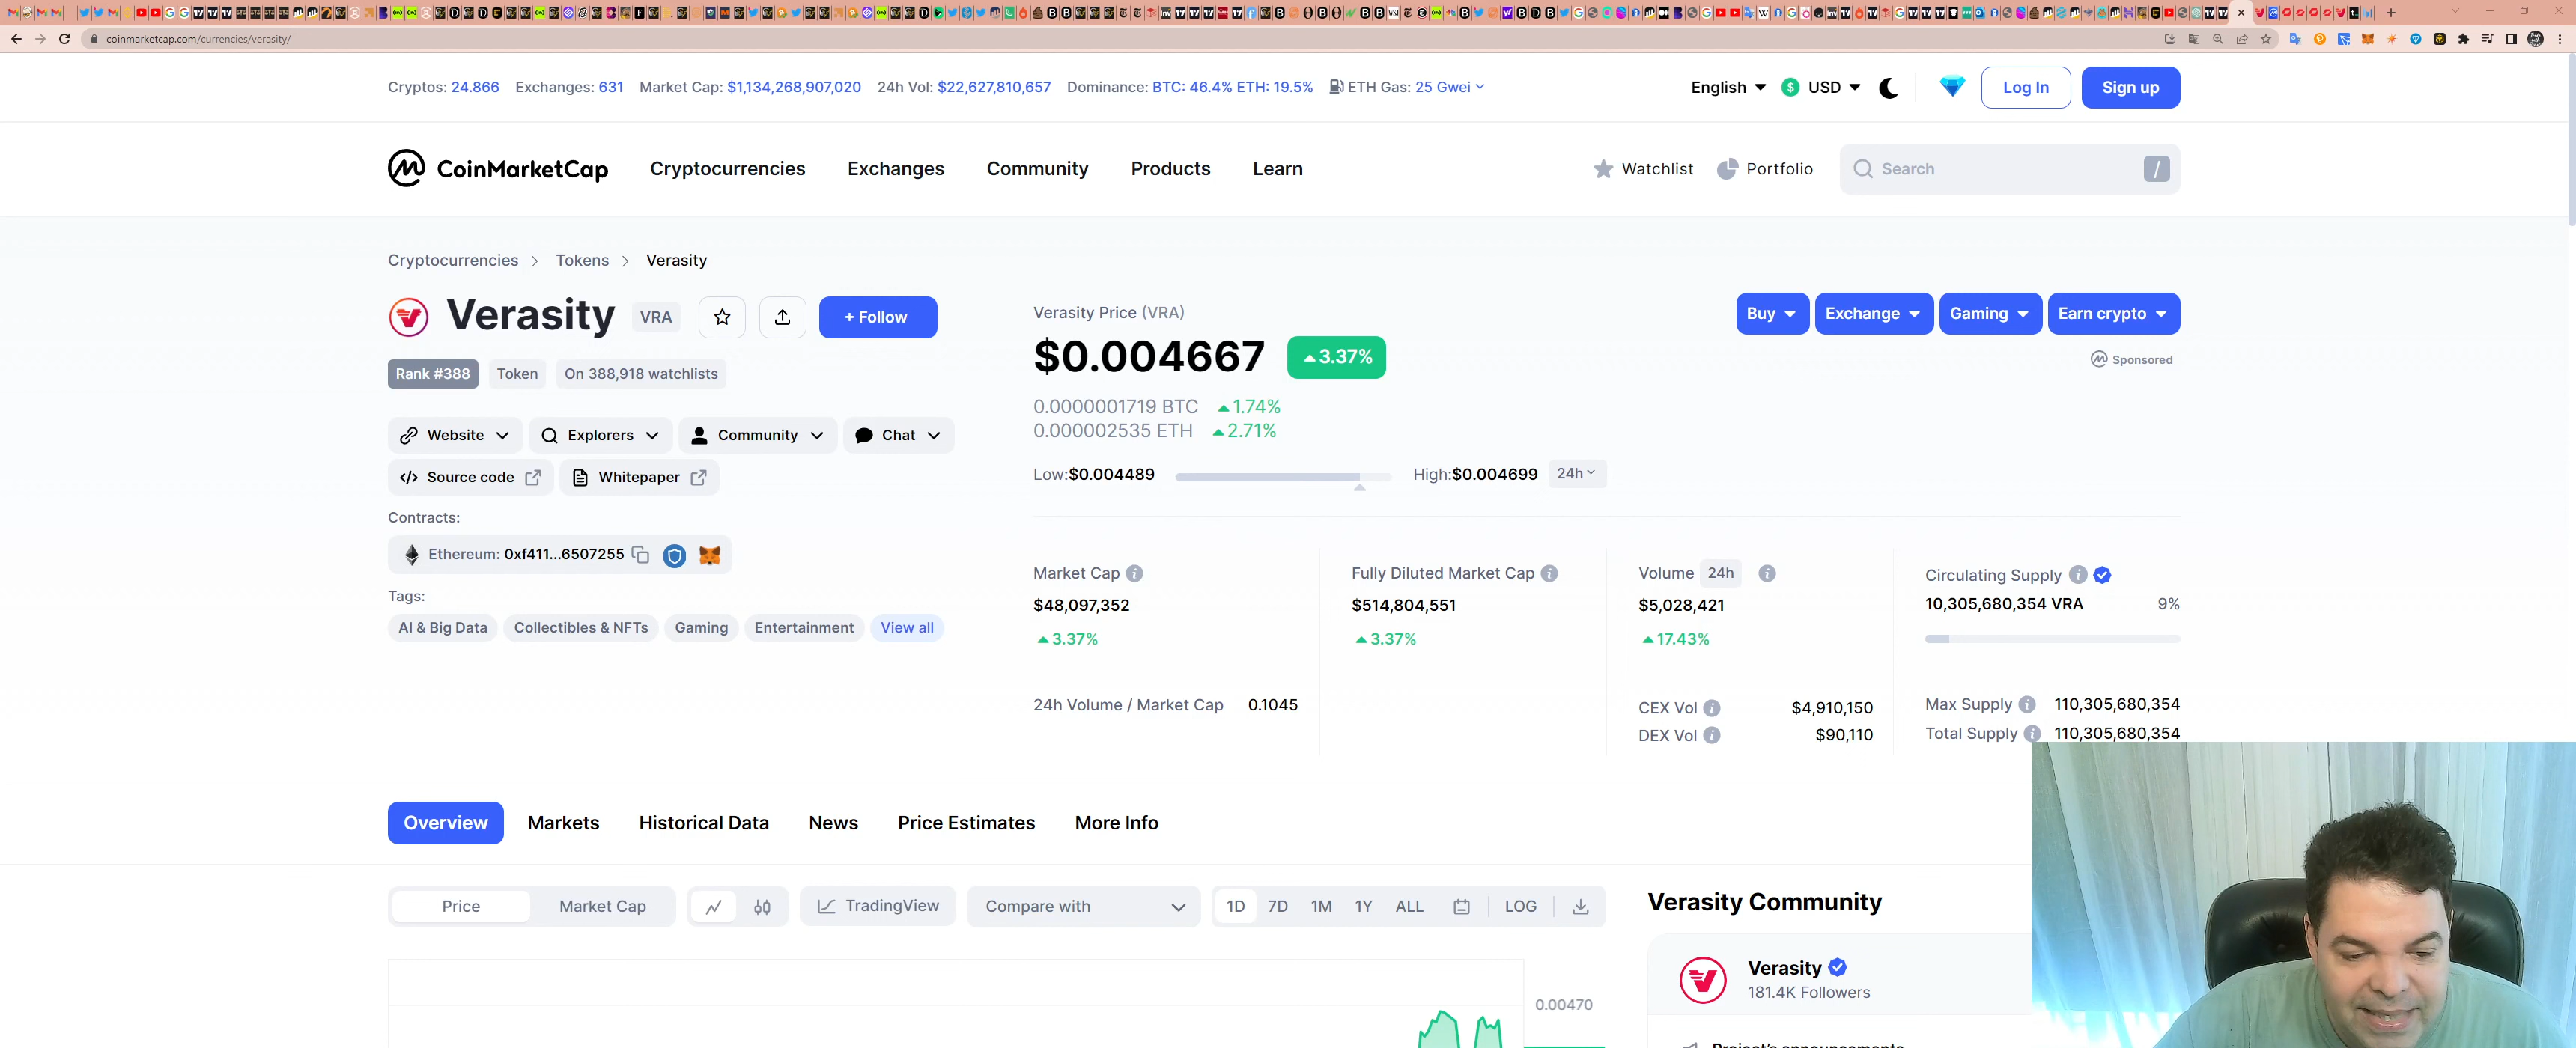 coinmarketcap.com/currencies/verasity/
Cryptos: 24.866 Exchanges: 631 Market Cap: $1,134,268,907,020 24h Vol: $22,627,810,657 Dominance: BTC: 46.4% ETH: 19.5% ETH Gas: 25 Gwei
English USD Log In Sign up
CoinMarketCap Cryptocurrencies Exchanges Community Products Learn
Watchlist Portfolio Search /
Cryptocurrencies > Tokens > Verasity
Verasity VRA + Follow
Rank #388 Token On 388,918 watchlists
Website Explorers Community Chat
Source code Whitepaper
Contracts:
Ethereum: 0xf411...6507255
Tags:
AI & Big Data Collectibles & NFTs Gaming Entertainment View all
Verasity Price (VRA)
$0.004667 3.37%
0.0000001719 BTC 1.74%
0.000002535 ETH 2.71%
Low:$0.004489 High:$0.004699 24h
Buy Exchange Gaming Earn crypto
Sponsored
Market Cap
$48,097,352
3.37%
24h Volume / Market Cap 0.1045
Fully Diluted Market Cap
$514,804,551
3.37%
Volume 24h
$5,028,421
17.43%
CEX Vol $4,910,150
DEX Vol $90,110
Circulating Supply
10,305,680,354 VRA 9%
Max Supply 110,305,680,354
Total Supply 110,305,680,354
Overview Markets Historical Data News Price Estimates More Info
Price Market Cap TradingView Compare with 1D 7D 1M 1Y ALL LOG
0.00470
Verasity Community
Verasity
181.4K Followers
Project's announcements